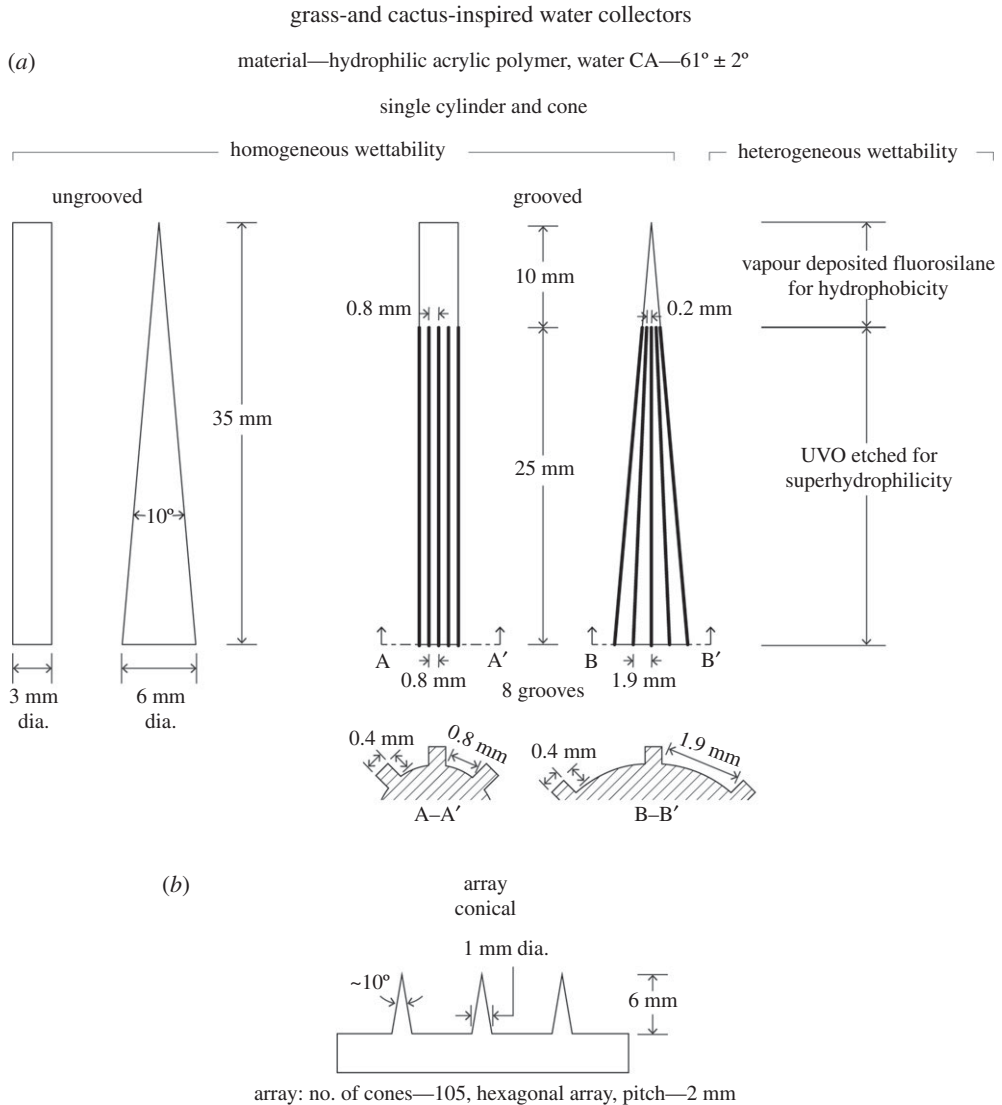 grass-and cactus-inspired water collectors
(a)
material—hydrophilic acrylic polymer, water CA—61º ± 2º
single cylinder and cone
homogeneous wettability
heterogeneous wettability
ungrooved
grooved
10 mm
vapour deposited fluorosilane
for hydrophobicity
0.8 mm
0.2 mm
35 mm
25 mm
UVO etched for
superhydrophilicity
10º
A
A′
B
B′
3 mm
dia.
6 mm
dia.
0.8 mm
8 grooves
1.9 mm
0.4 mm
0.8 mm
0.4 mm
1.9 mm
A–A′
B–B′
(b)
array
conical
1 mm dia.
~10º
6 mm
array: no. of cones—105, hexagonal array, pitch—2 mm